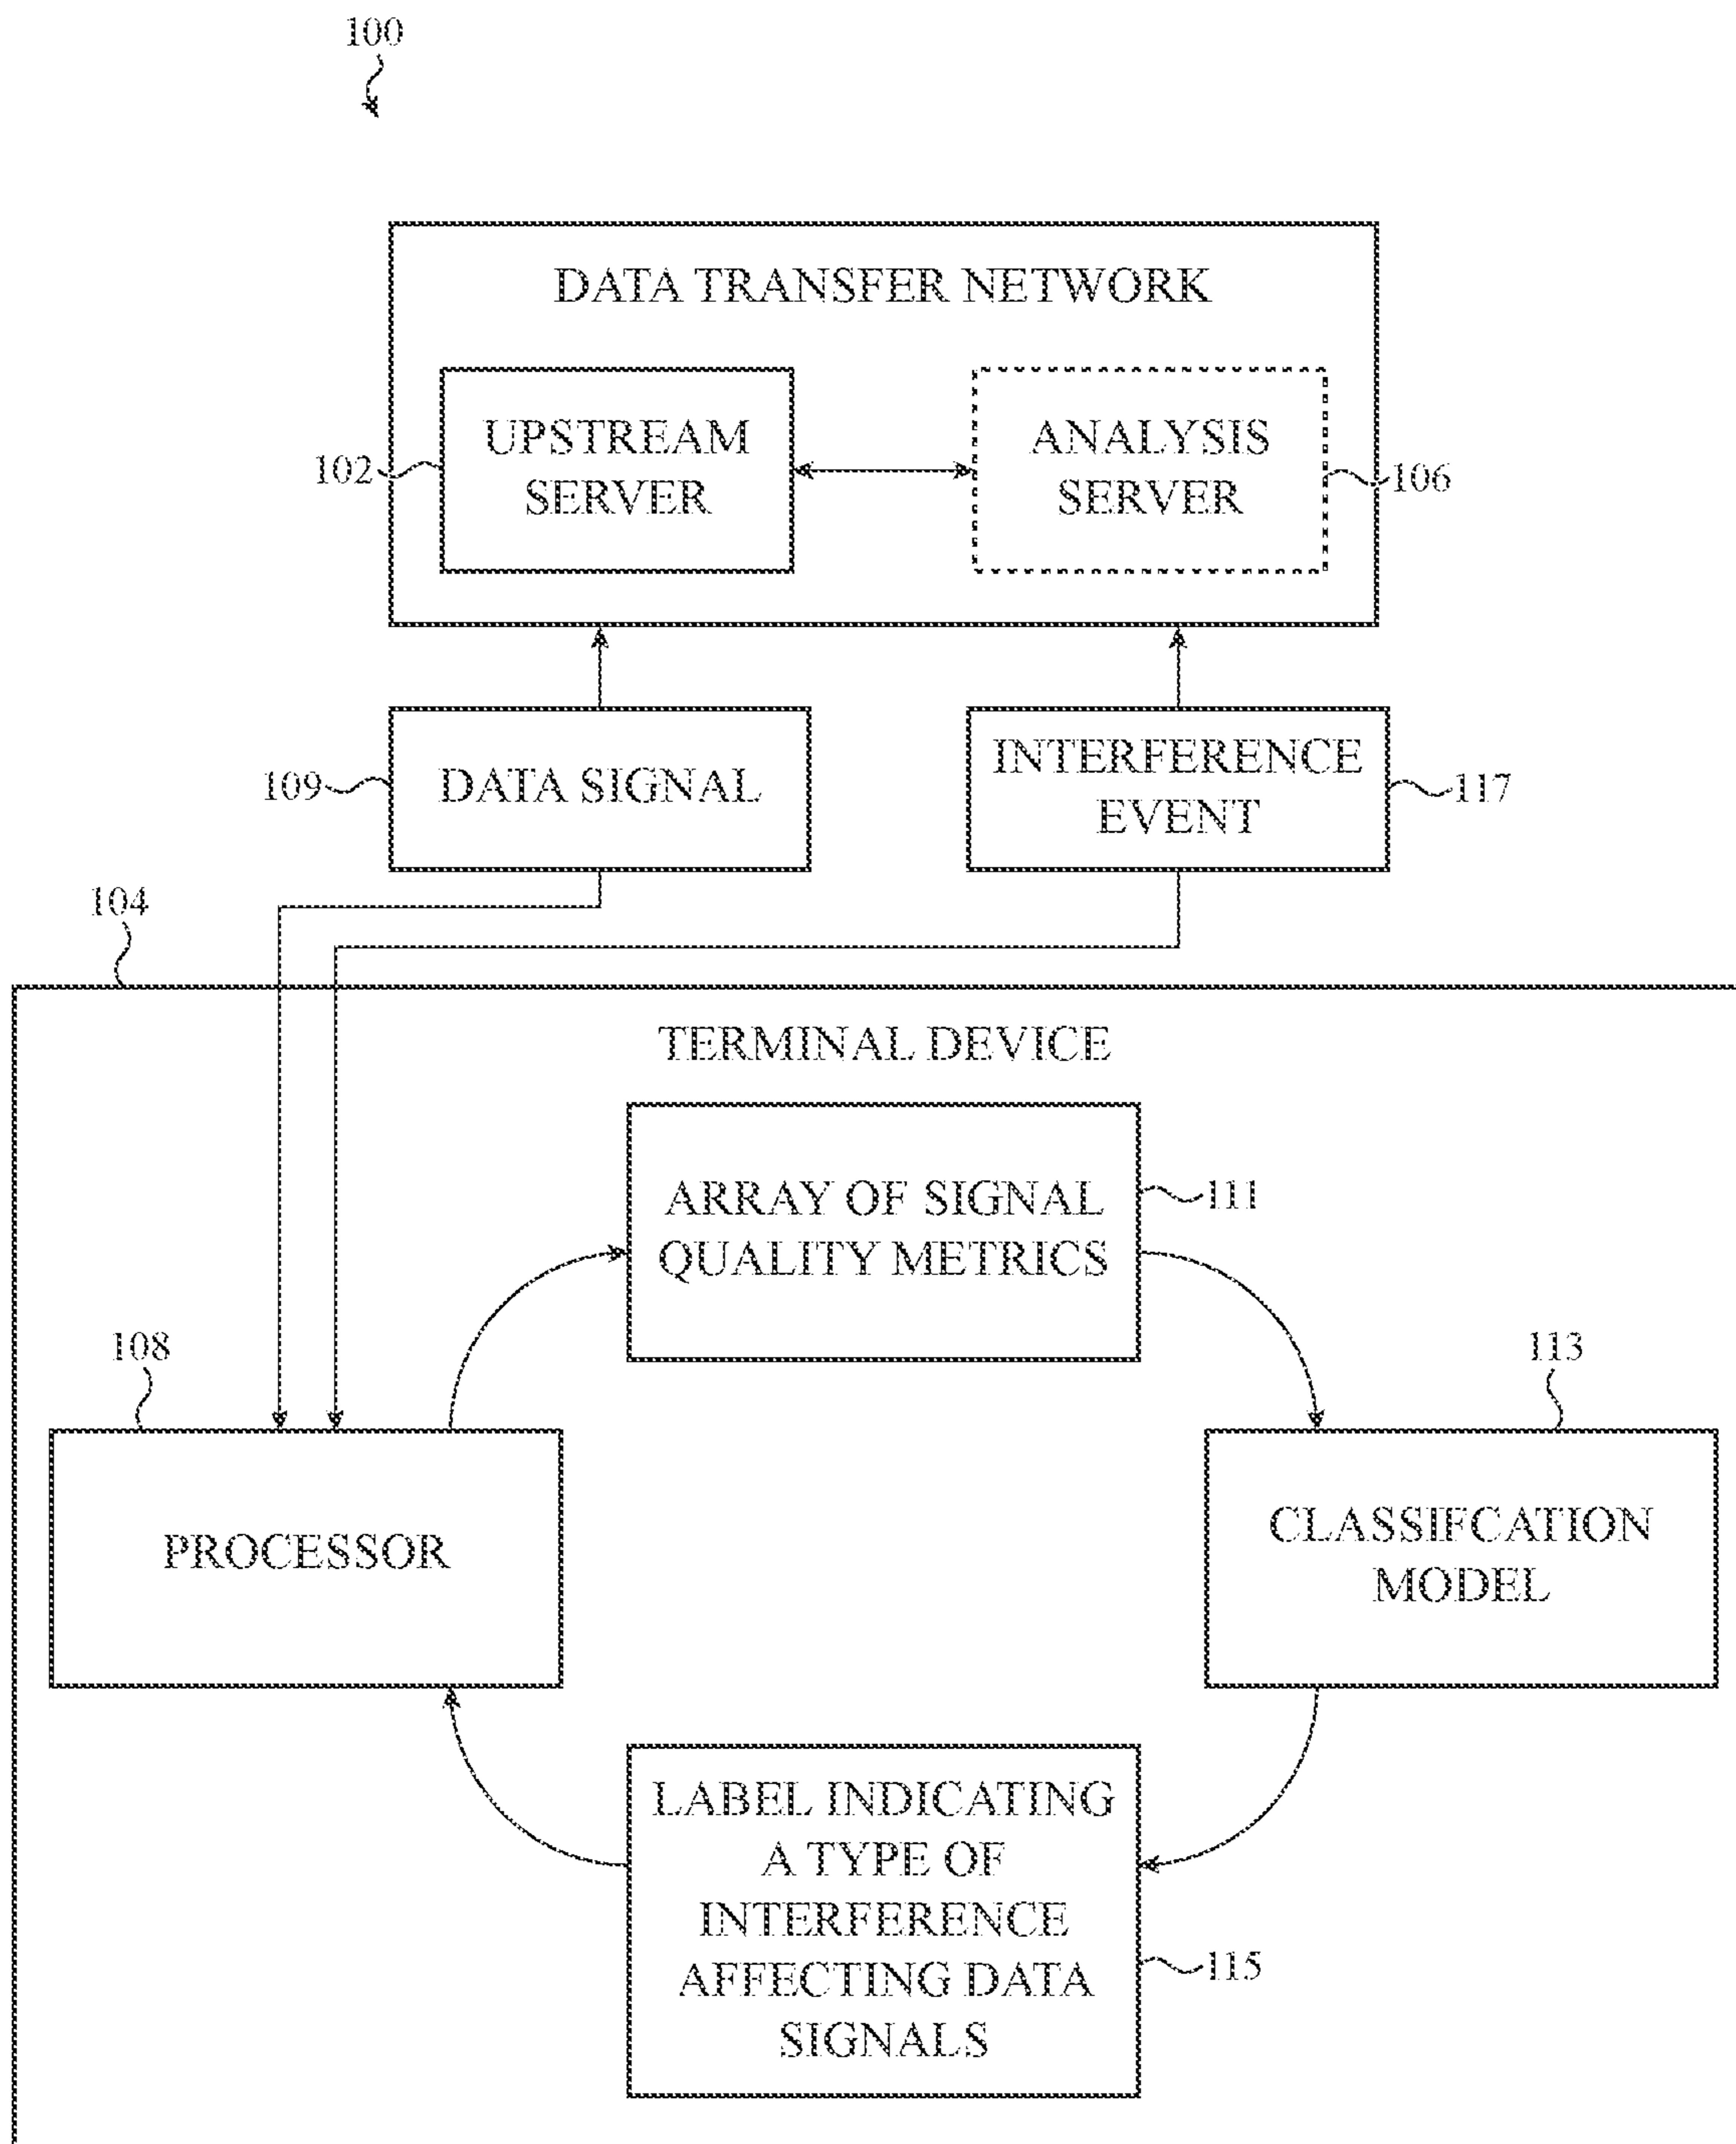 100
DATA TRANSFER NETWORK
UPSTREAM
SERVER
102
ANALYSIS
SERVER
106
109
DATA SIGNAL
INTERFERENCE
EVENT
117
104
TERMINAL DEVICE
ARRAY OF SIGNAL
QUALITY METRICS
111
108
PROCESSOR
113
CLASSIFCATION
MODEL
LABEL INDICATING
A TYPE OF
INTERFERENCE
AFFECTING DATA
SIGNALS
115